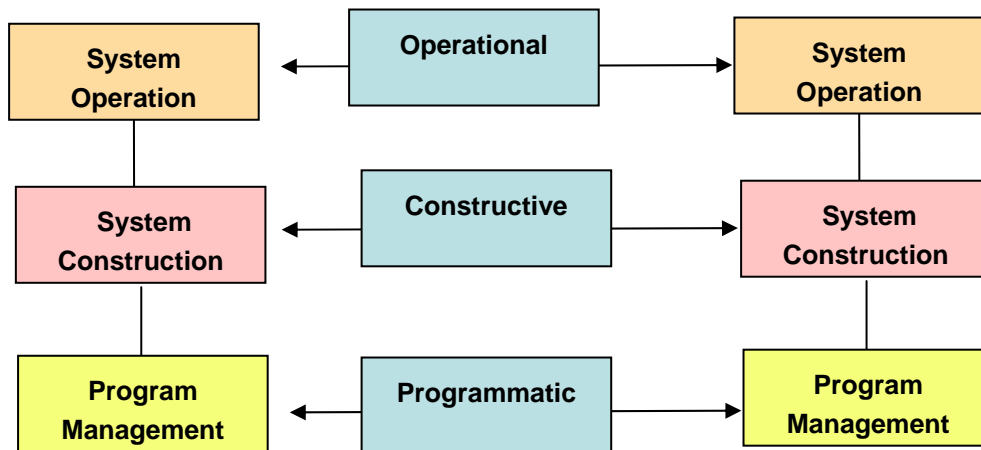 System
Operation
Operational
System
Operation
System
Construction
Constructive
System
Construction
Program
Management
Programmatic
Program
Management